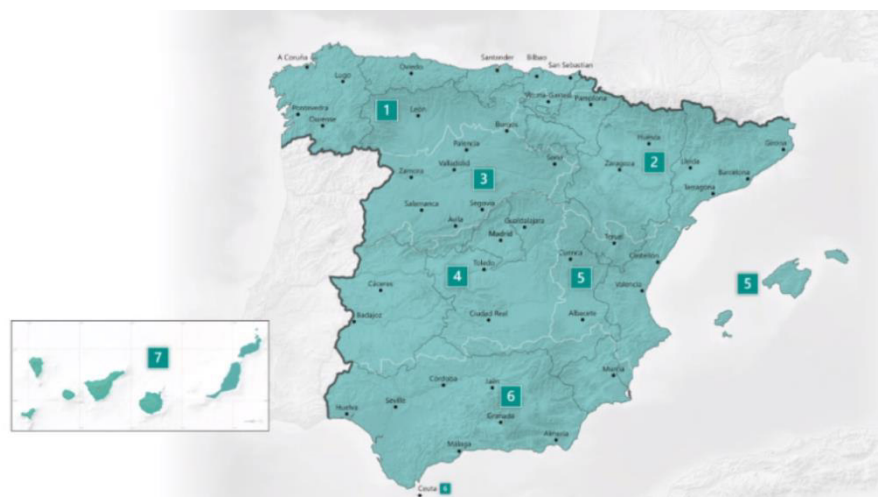 A Coruña
Lugo
Oviedo
Santander
Bilbao
San Sebastian
Vitoria-Gasteiz
Pamplona
Pontevedra
Ourense
1
León
Burgos
Palencia
Huesca
2
Lleida
Girona
Zamora
Valladolid
3
Soria
Zaragoza
Barcelona
Tarragona
Salamanca
Segovia
Ávila
Guadalajara
Madrid
Teruel
Castellón
Toledo
4
Cuenca
5
Valencia
5
Cáceres
Badajoz
Ciudad Real
Albacete
7
Murcia
Córdoba
Jaén
6
Huelva
Sevilla
Granada
Málaga
Almería
Ceuta
6